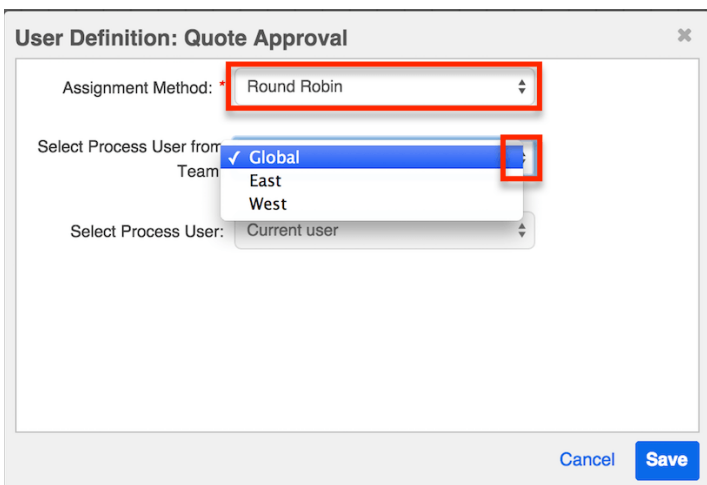 User Definition: Quote Approval
Assignment Method: * Round Robin
Select Process User from
Team
✓ Global
East
West
Select Process User: Current user
Cancel Save